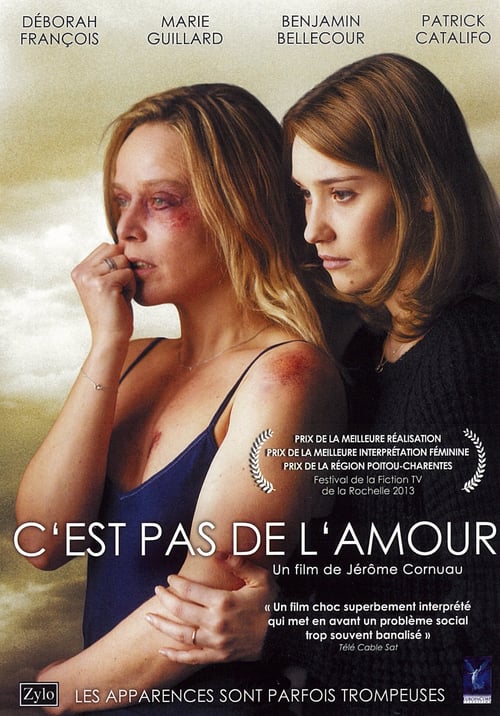 DÉBORAH FRANÇOIS
MARIE GUILLARD
BENJAMIN BELLECOUR
PATRICK CATALIFO
PRIX DE LA MEILLEURE RÉALISATION
PRIX DE LA MEILLEURE INTERPRÉTATION FÉMININE
PRIX DE LA RÉGION POITOU-CHARENTES
Festival de la Fiction TV
de la Rochelle 2013
C'EST PAS DE L'AMOUR
Un film de Jérôme Cornuau
« Un film choc superbement interprété
qui met en avant un problème social
trop souvent banalisé »
Télé Cable Sat
Zylo
LES APPARENCES SONT PARFOIS TROMPEUSES